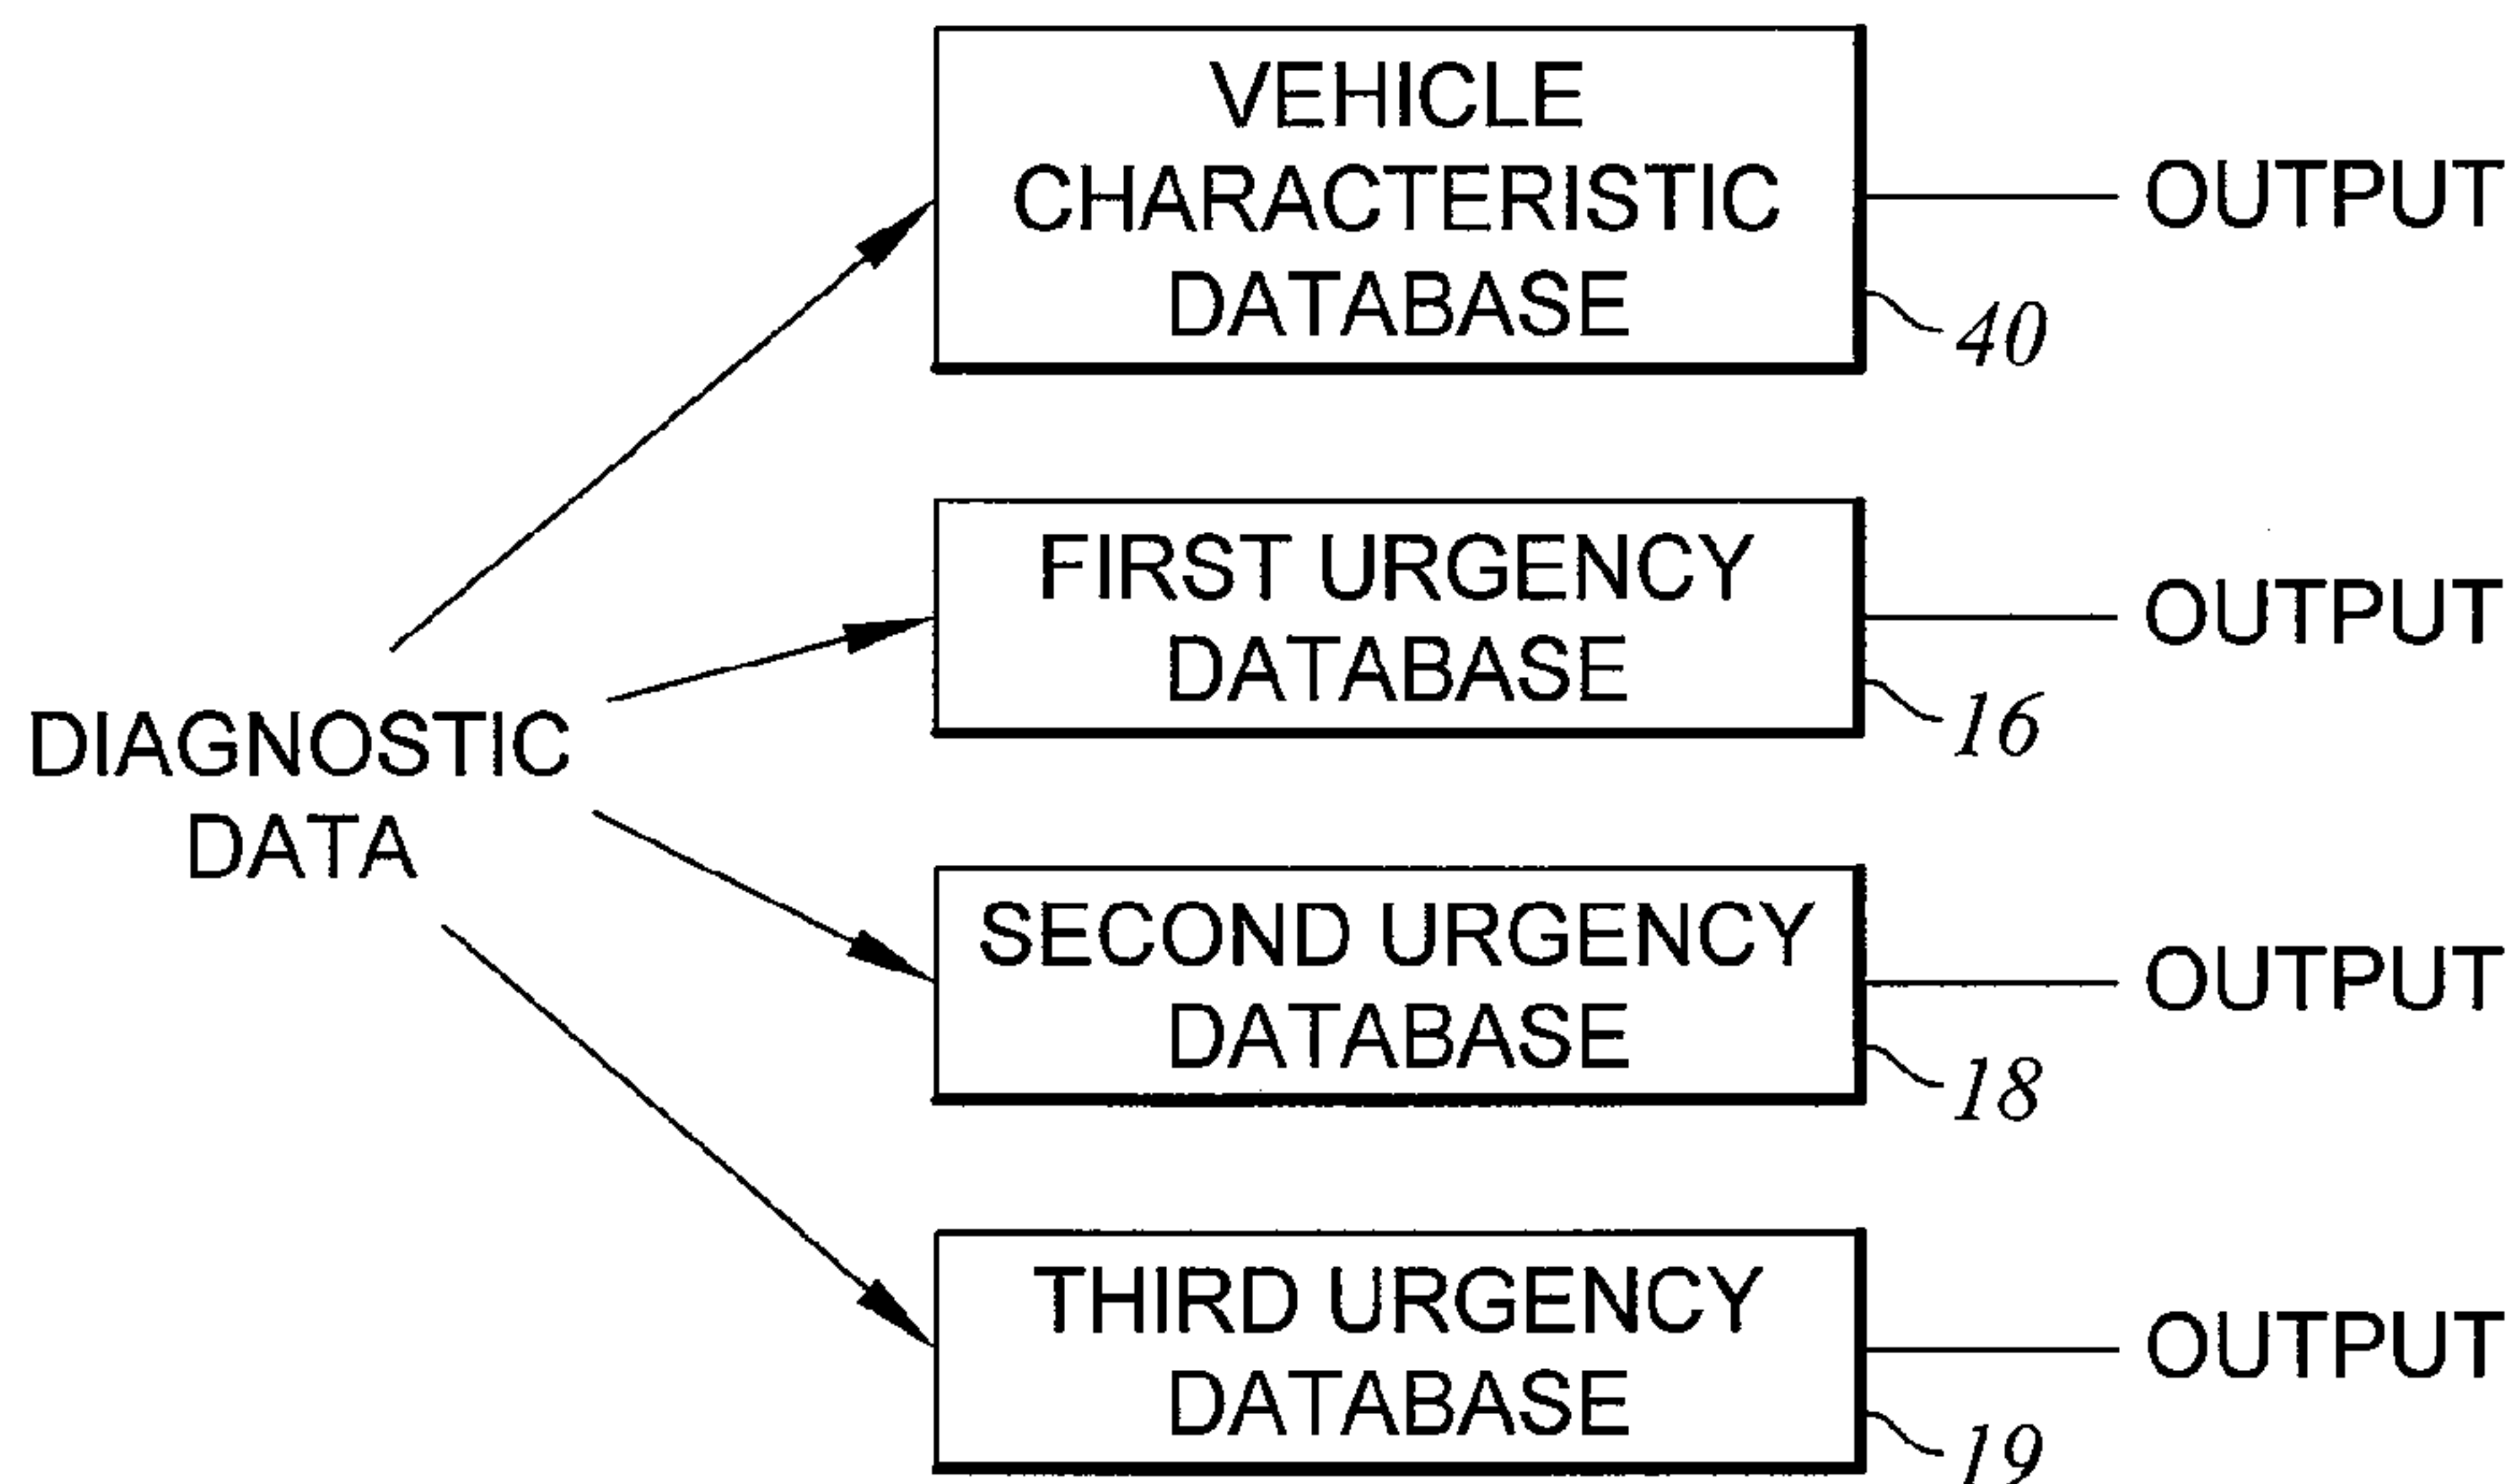 VEHICLE
CHARACTERISTIC
DATABASE
OUTPUT
40
FIRST URGENCY
DATABASE
OUTPUT
16
DIAGNOSTIC
DATA
SECOND URGENCY
DATABASE
OUTPUT
18
THIRD URGENCY
DATABASE
OUTPUT
19